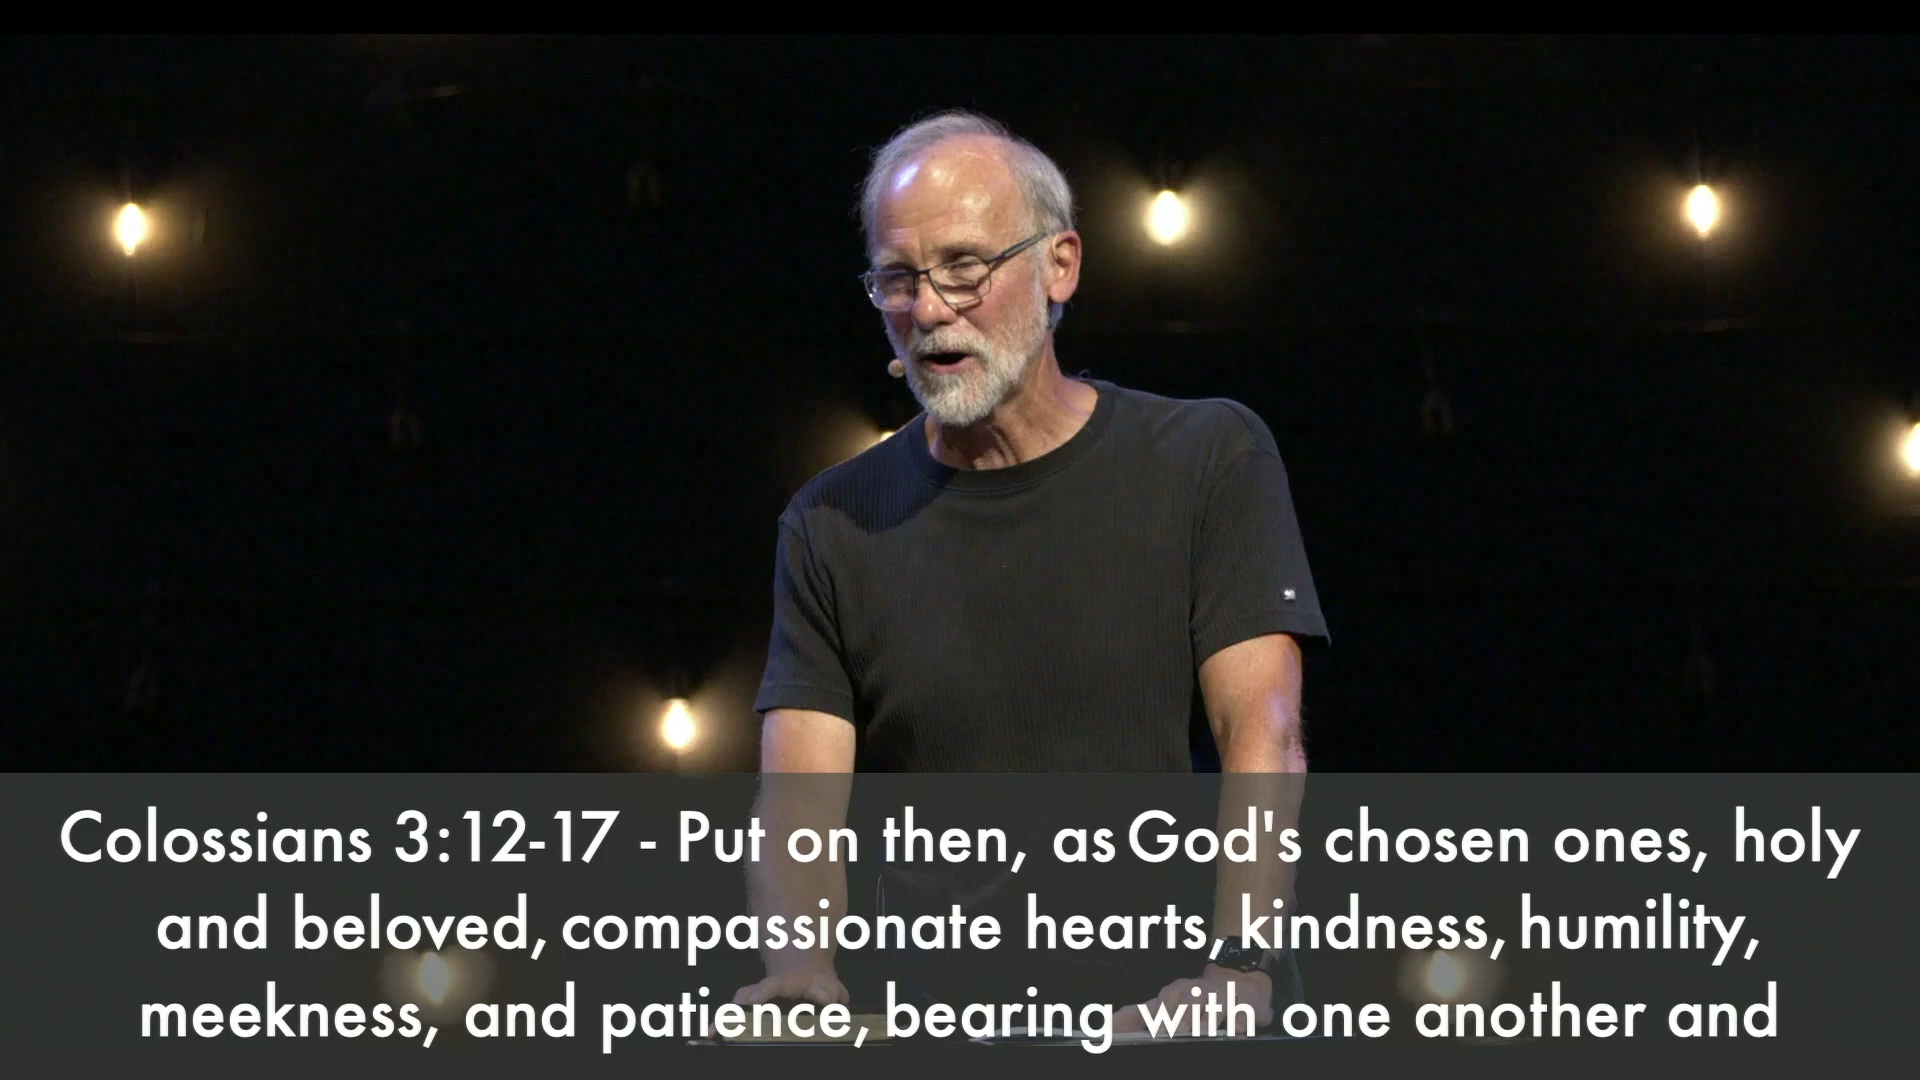 Colossians 3:12-17 - Put on then, as God's chosen ones, holy
and beloved, compassionate hearts, kindness, humility,
meekness, and patience, bearing with one another and